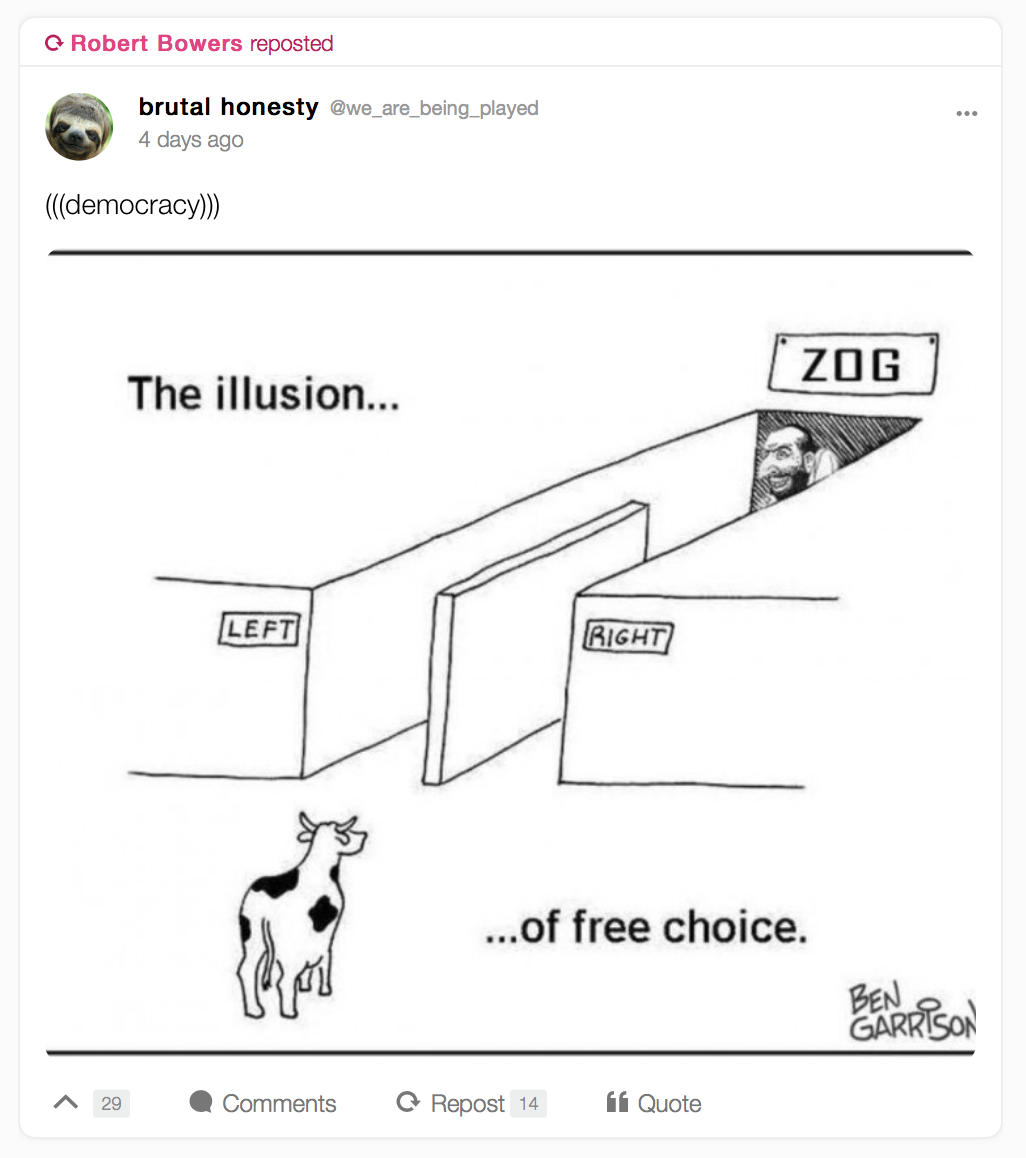 Robert Bowers reposted
brutal honesty @we_are_being_played
4 days ago
(((democracy)))
The illusion...
ZOG
LEFT
RIGHT
...of free choice.
BEN
GARRISON
29 Comments Repost 14 Quote